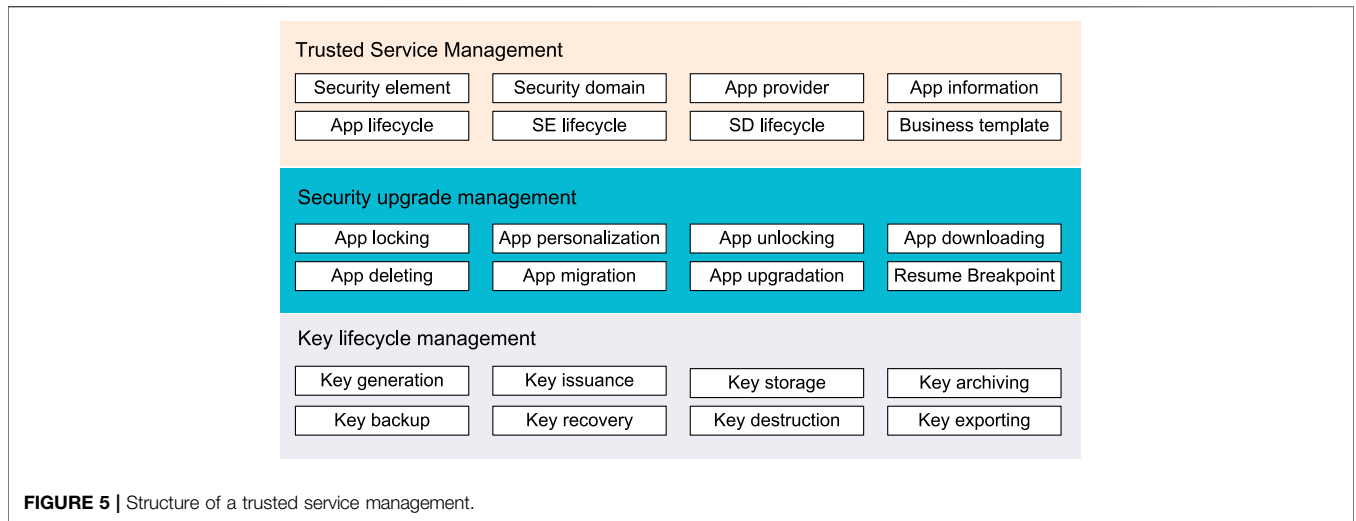 Trusted Service Management
Security element Security domain App provider App information
App lifecycle SE lifecycle SD lifecycle Business template
Security upgrade management
App locking App personalization App unlocking App downloading
App deleting App migration App upgradation Resume Breakpoint
Key lifecycle management
Key generation Key issuance Key storage Key archiving
Key backup Key recovery Key destruction Key exporting
FIGURE 5 | Structure of a trusted service management.